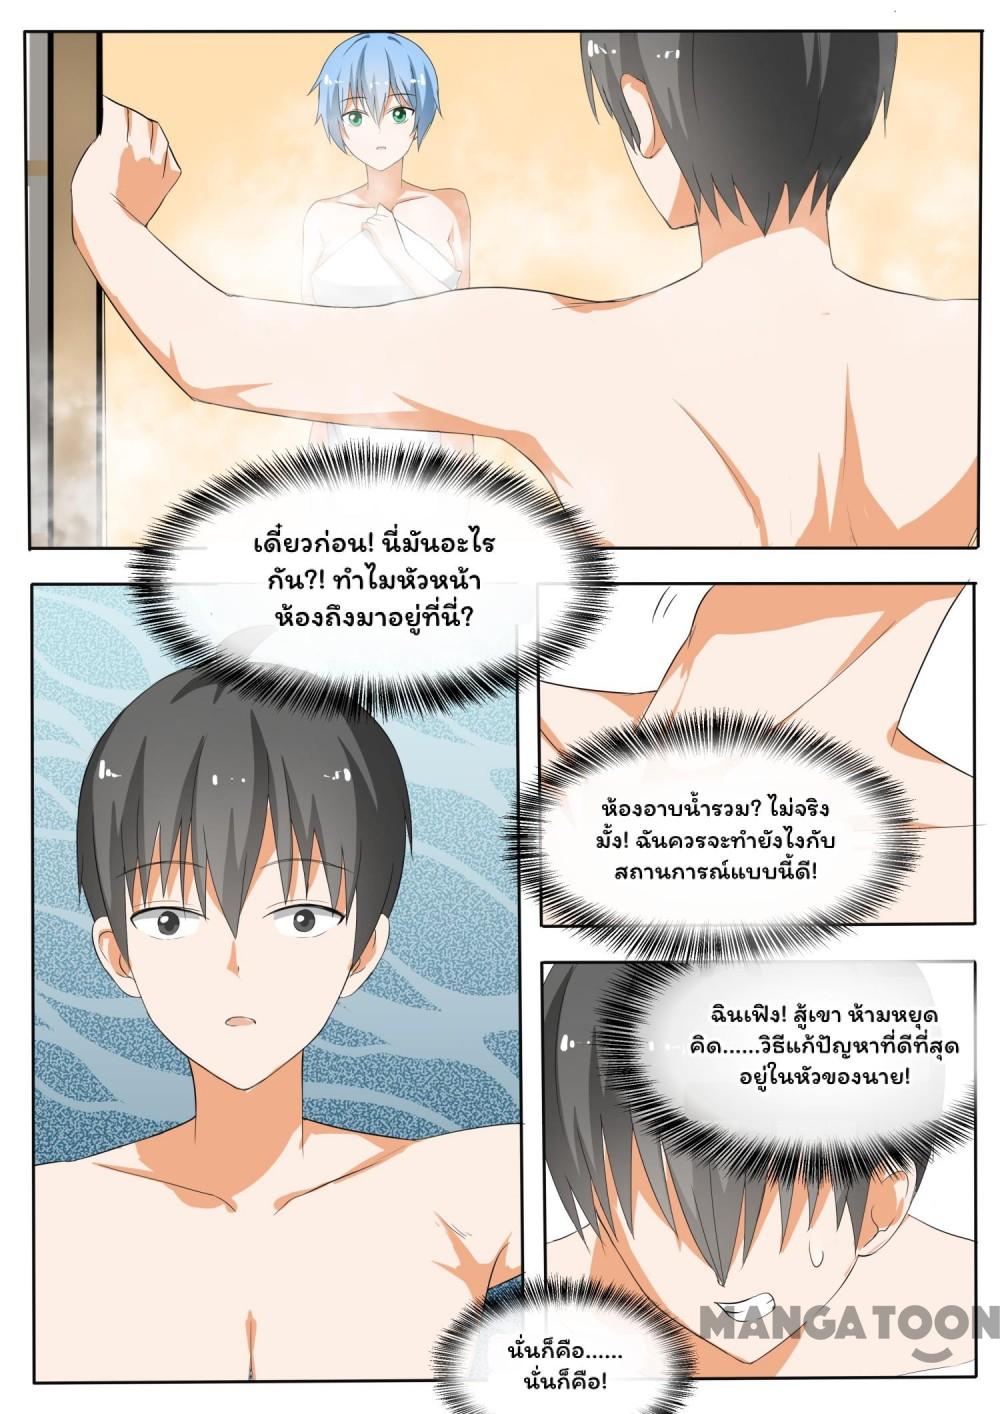 เดี๋ยวก่อน! นี่มันอะไร
กัน?! ทำไมหัวหน้า
ห้องถึงมาอยู่ที่นี่?
ห้องอาบน้ำรวม? ไม่จริง
มั้ง! ฉันควรจะทำยังไงกับ
สถานการณ์แบบนี้ดี!
ฉินเฟิง! สู้เขา ห้ามหยุด
คิด......วิธีแก้ปัญหาที่ดีที่สุด
อยู่ในหัวของนาย!
MANGATOON
นั่นก็คือ......
นั่นก็คือ!